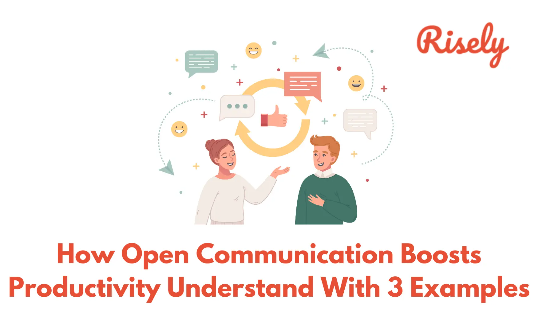 Risely
How Open Communication Boosts
Productivity Understand With 3 Examples